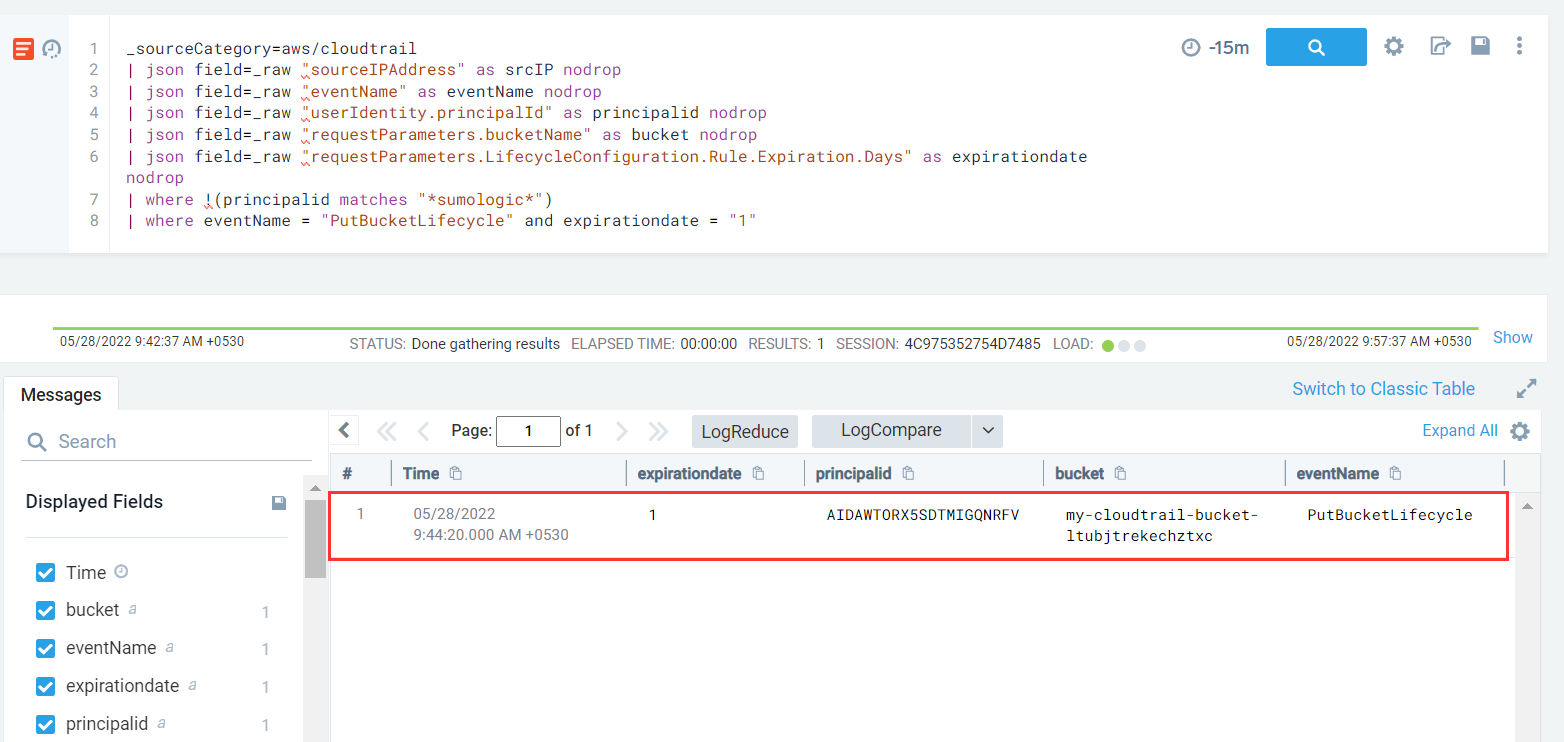 1 _sourceCategory=aws/cloudtrail
2 | json field=_raw "sourceIPAddress" as srcIP nodrop
3 | json field=_raw "eventName" as eventName nodrop
4 | json field=_raw "userIdentity.principalId" as principalid nodrop
5 | json field=_raw "requestParameters.bucketName" as bucket nodrop
6 | json field=_raw "requestParameters.LifecycleConfiguration.Rule.Expiration.Days" as expirationdate
nodrop
7 | where !(principalid matches "*sumologic*")
8 | where eventName = "PutBucketLifecycle" and expirationdate = "1"
-15m
05/28/2022 9:42:37 AM +0530 STATUS: Done gathering results ELAPSED TIME: 00:00:00 RESULTS: 1 SESSION: 4C975352754D7485 LOAD: 05/28/2022 9:57:37 AM +0530 Show
Messages
Switch to Classic Table
Search
Page: 1 of 1 LogReduce LogCompare Expand All
# Time expirationdate principalid bucket eventName
1 05/28/2022 1 AIDAWTORX5SDTMIGQNRFV my-cloudtrail-bucket- PutBucketLifecycle
9:44:20.000 AM +0530 ltubjtrekechztxc
Displayed Fields
Time
bucket a 1
eventName a 1
expirationdate a 1
principalid a 1